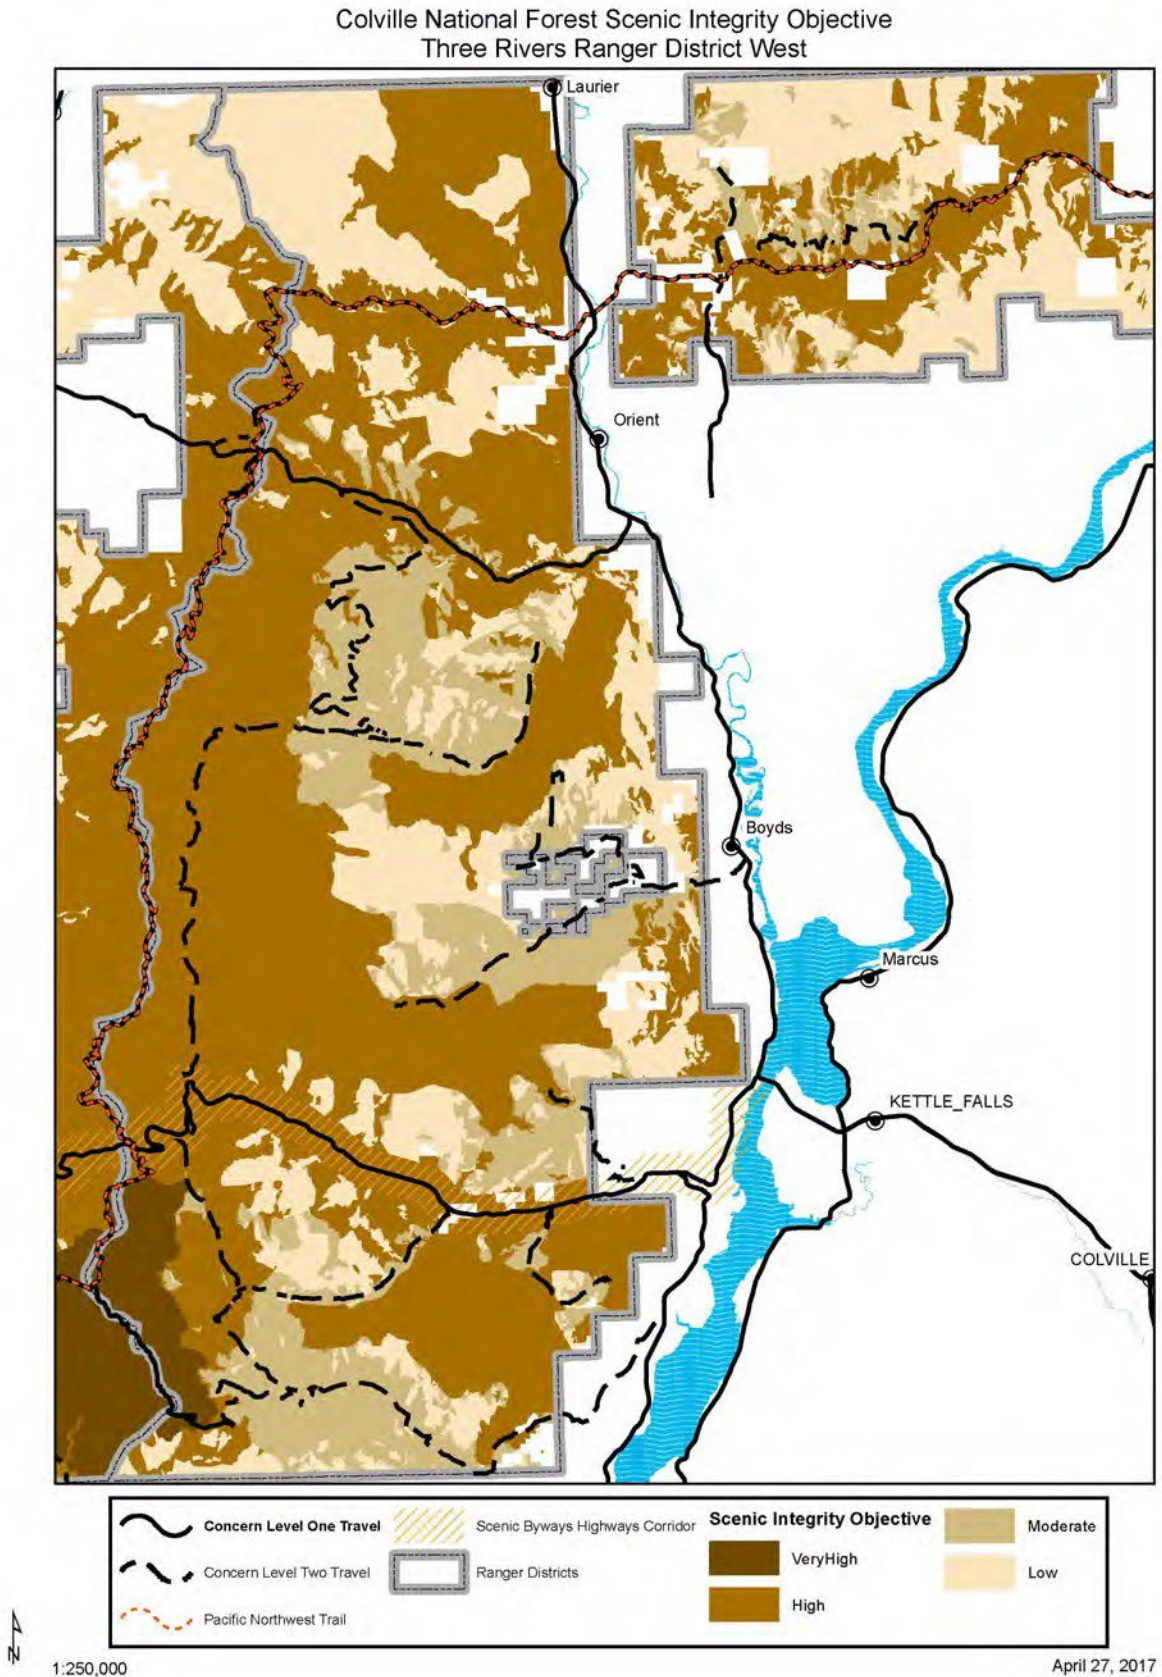 Colville National Forest Scenic Integrity Objective
Three Rivers Ranger District West
Laurier
Orient
Boyds
Marcus
KETTLE_FALLS
COLVILLE
Concern Level One Travel
Concern Level Two Travel
Pacific Northwest Trail
Scenic Byways Highways Corridor
Ranger Districts
Scenic Integrity Objective
VeryHigh
High
Moderate
Low
N
1:250,000
April 27, 2017